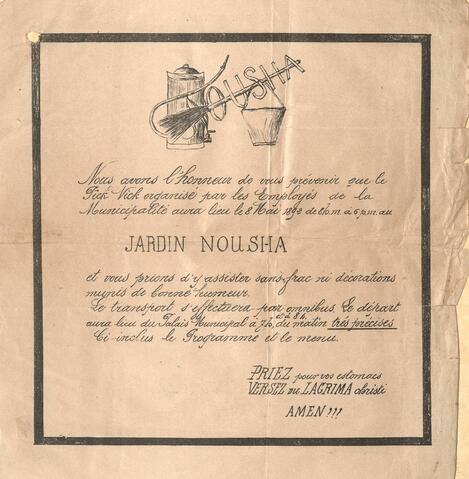 NOUSHA
Nous avons l'honneur de vous prévenir que le
Pick Nick organisé par les Employés de la
Municipalité aura lieu le 8 Mai 1892 de h.m. à 6 p.m. au
JARDIN NOUSHA
et vous prions d'y assister sans frac ni decorations
munis de bonne humeur.
Le transport s'effectuera par omnibus. Le départ
aura lieu du Palais Municipal à 7½ du matin très précises
Ci-inclus le Programme et le menu.
PRIEZ pour vos estomacs
VERSEZ du LACRIMA christi
AMEN!!!